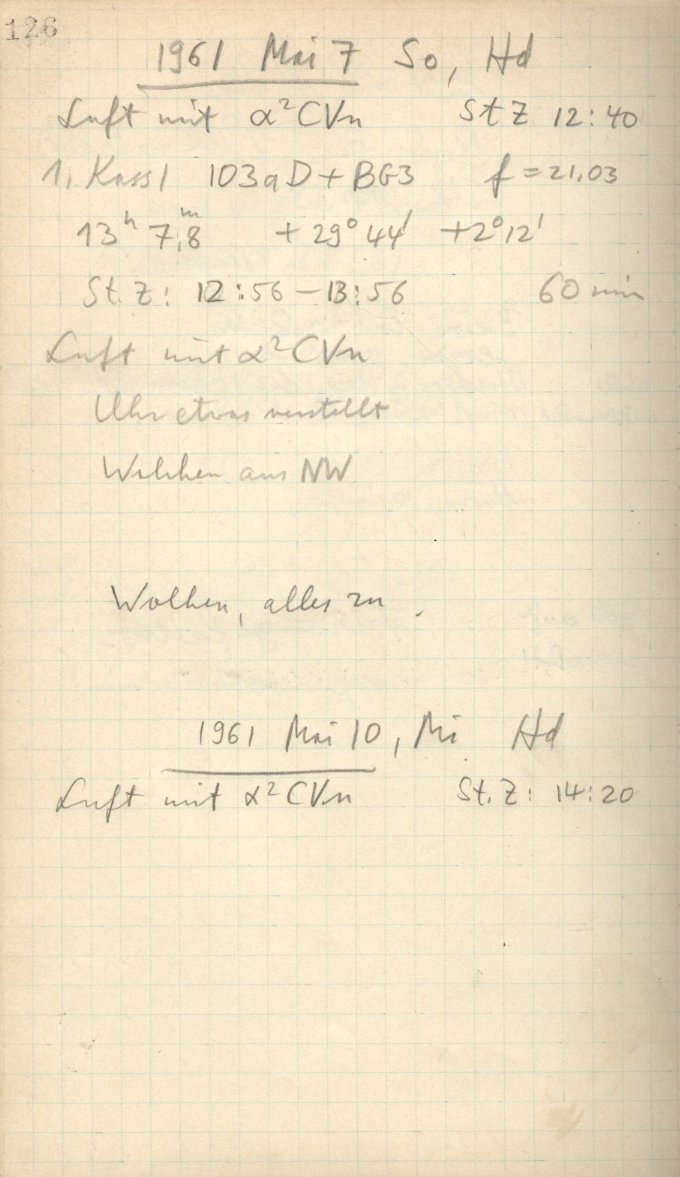 126
1961 Mai 7 So, Hd
Luft mit α²CVn St Z 12:40
1. Kass1 103aD+BG3 f=21.03
13ʰ 7,8ᵐ +29°44' +2°12'
St.Z: 12:56–13:56 60 min
Luft mit α²CVn
Uhr etwas verstellt
Wolken aus NW
Wolken, alles zu.
1961 Mai 10, Mi Hd
Luft mit α²CVn St.Z: 14:20